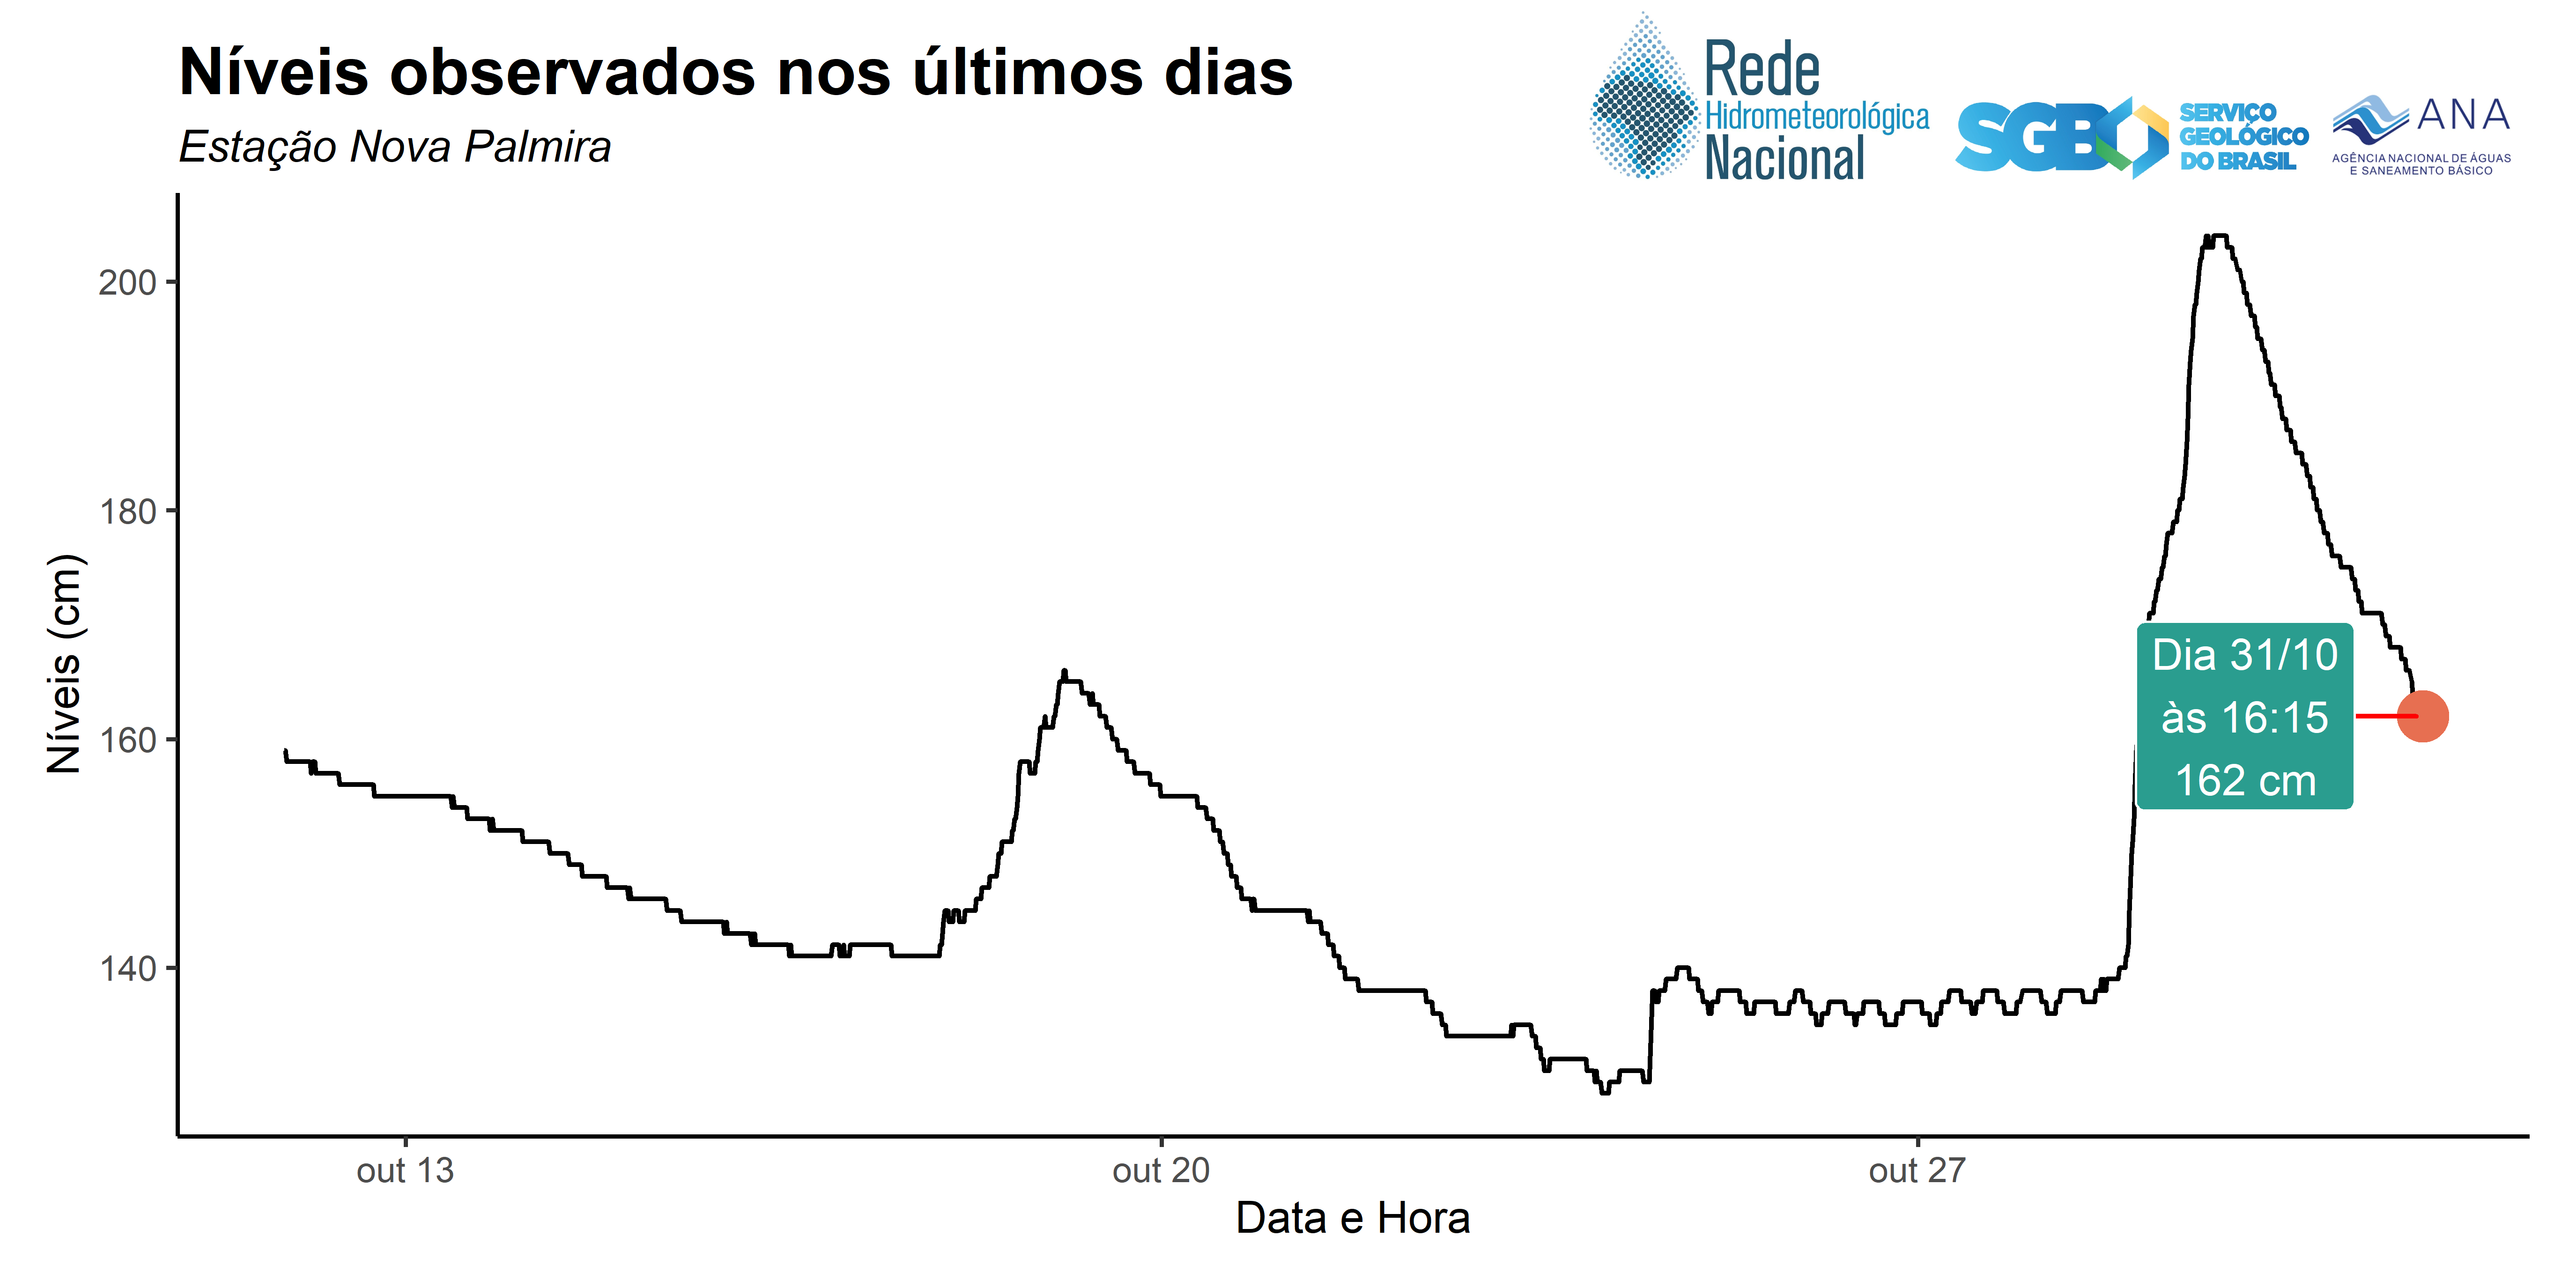 Níveis observados nos últimos dias
Estação Nova Palmira
Rede
Hidrometeorológica
Nacional
SGB
SERVIÇO
GEOLÓGICO
DO BRASIL
ANA
AGÊNCIA NACIONAL DE ÁGUAS
E SANEAMENTO BÁSICO
Níveis (cm)
200
180
160
140
Dia 31/10
às 16:15
162 cm
out 13
out 20
out 27
Data e Hora